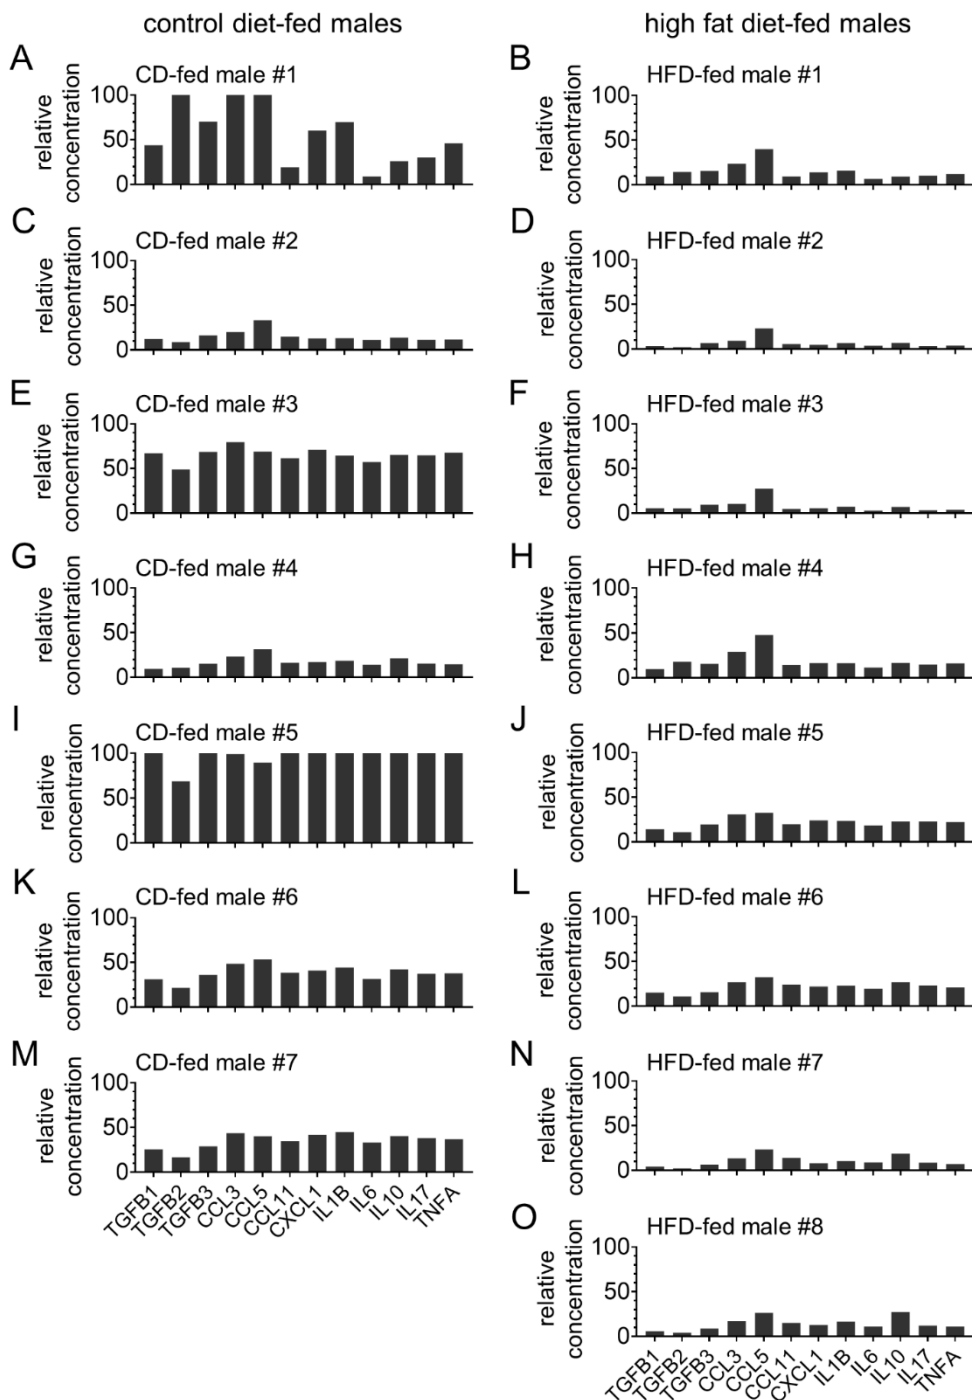 control diet-fed males
high fat diet-fed males
A
CD-fed male #1
relative
concentration
100
50
0
B
HFD-fed male #1
relative
concentration
100
50
0
C
CD-fed male #2
relative
concentration
100
50
0
D
HFD-fed male #2
relative
concentration
100
50
0
E
CD-fed male #3
relative
concentration
100
50
0
F
HFD-fed male #3
relative
concentration
100
50
0
G
CD-fed male #4
relative
concentration
100
50
0
H
HFD-fed male #4
relative
concentration
100
50
0
I
CD-fed male #5
relative
concentration
100
50
0
J
HFD-fed male #5
relative
concentration
100
50
0
K
CD-fed male #6
relative
concentration
100
50
0
L
HFD-fed male #6
relative
concentration
100
50
0
M
CD-fed male #7
relative
concentration
100
50
0
TGFB1
TGFB2
TGFB3
CCL3
CCL5
CCL11
CXCL1
IL1B
IL6
IL10
IL17
TNFA
N
HFD-fed male #7
relative
concentration
100
50
0
O
HFD-fed male #8
relative
concentration
100
50
0
TGFB1
TGFB2
TGFB3
CCL3
CCL5
CCL11
CXCL1
IL1B
IL6
IL10
IL17
TNFA